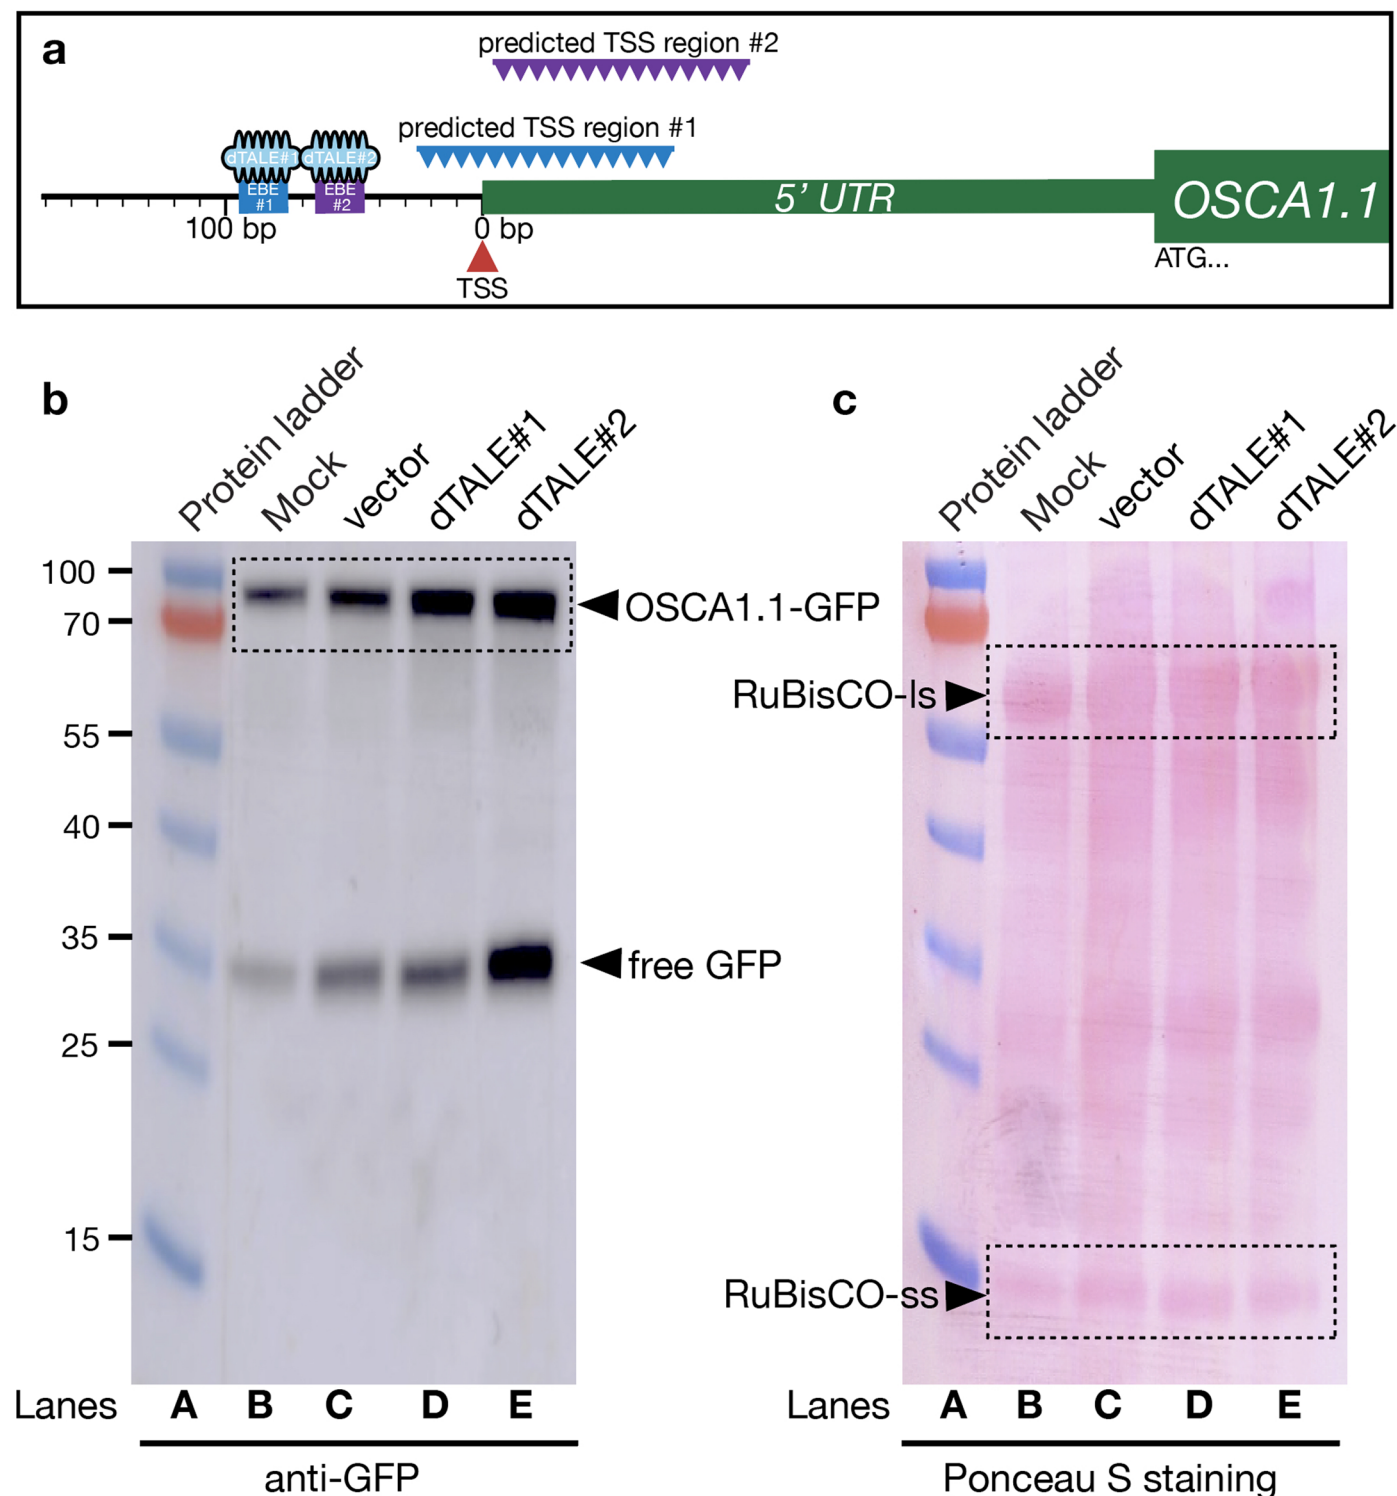 a
predicted TSS region #2
predicted TSS region #1
dTALE#1 dTALE#2
EBE #1
EBE #2
5’ UTR
OSCA1.1
100 bp
0 bp
ATG...
TSS
b
Protein ladder
Mock
vector
dTALE#1
dTALE#2
100
70
55
40
35
25
15
OSCA1.1-GFP
free GFP
Lanes A B C D E
anti-GFP
c
Protein ladder
Mock
vector
dTALE#1
dTALE#2
RuBisCO-ls
RuBisCO-ss
Lanes A B C D E
Ponceau S staining